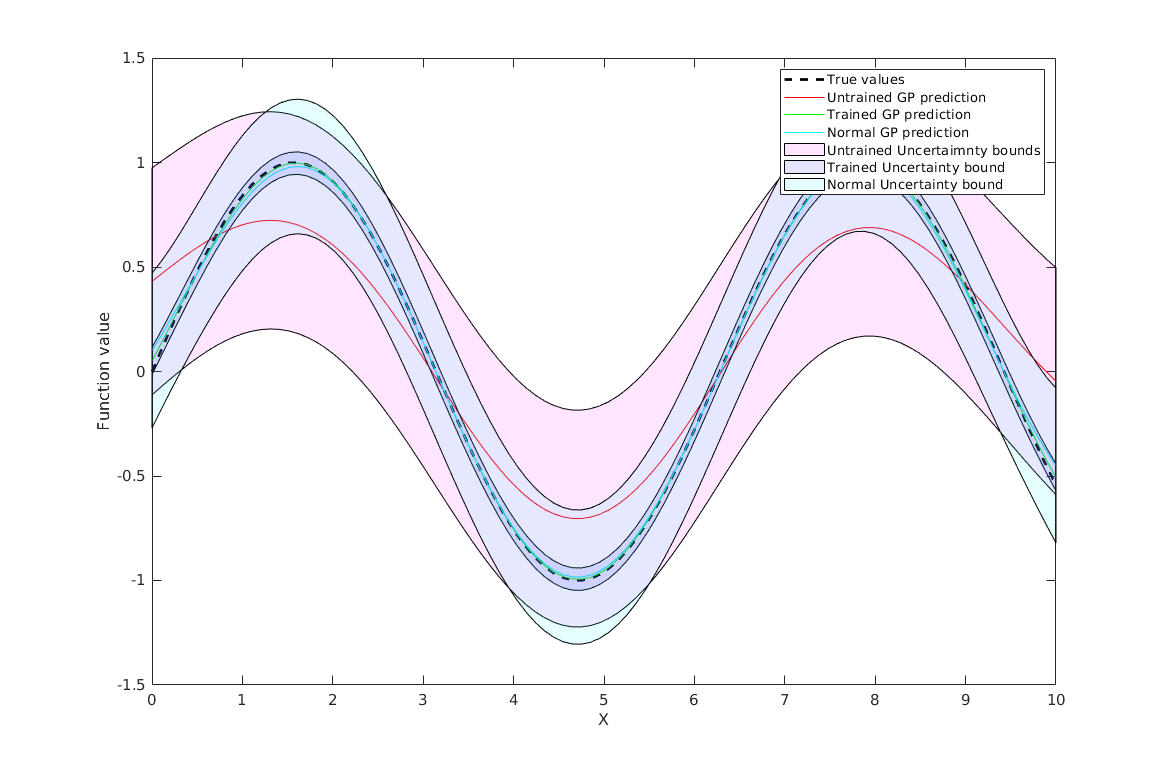 1.5
1
0.5
0
-0.5
-1
-1.5
Function value
0 1 2 3 4 5 6 7 8 9 10
X
True values
Untrained GP prediction
Trained GP prediction
Normal GP prediction
Untrained Uncertaimnty bounds
Trained Uncertainty bound
Normal Uncertainty bound